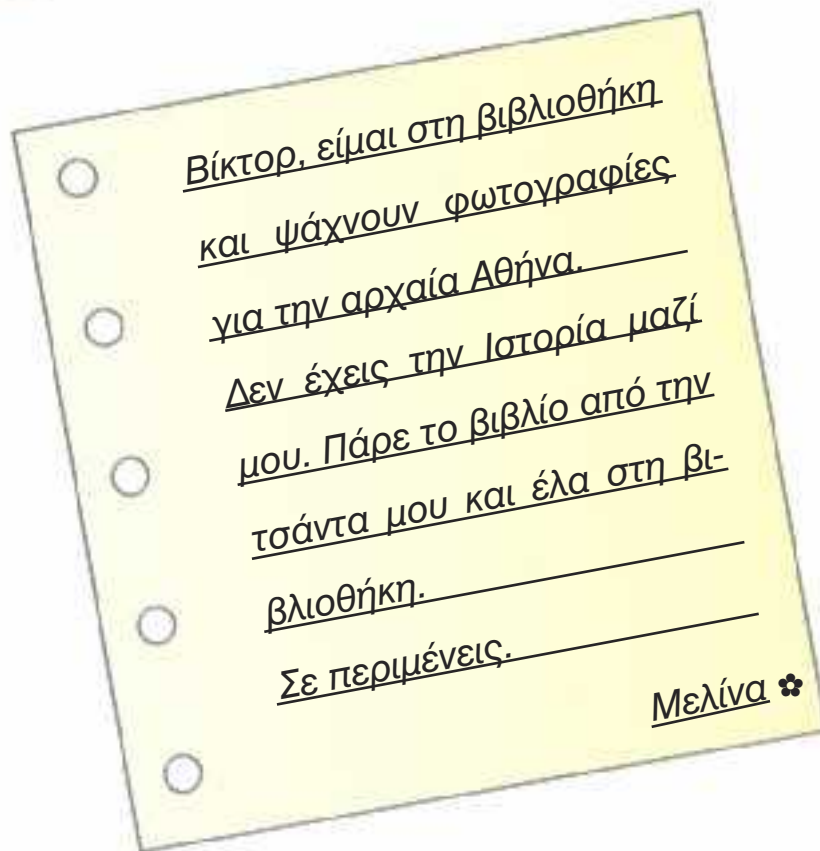 Βίκτορ, είμαι στη βιβλιοθήκη
και ψάχνουν φωτογραφίες
για την αρχαία Αθήνα.
Δεν έχεις την Ιστορία μαζί
μου. Πάρε το βιβλίο από την
τσάντα μου και έλα στη βι-
βλιοθήκη.
Σε περιμένεις.
Μελίνα ✿